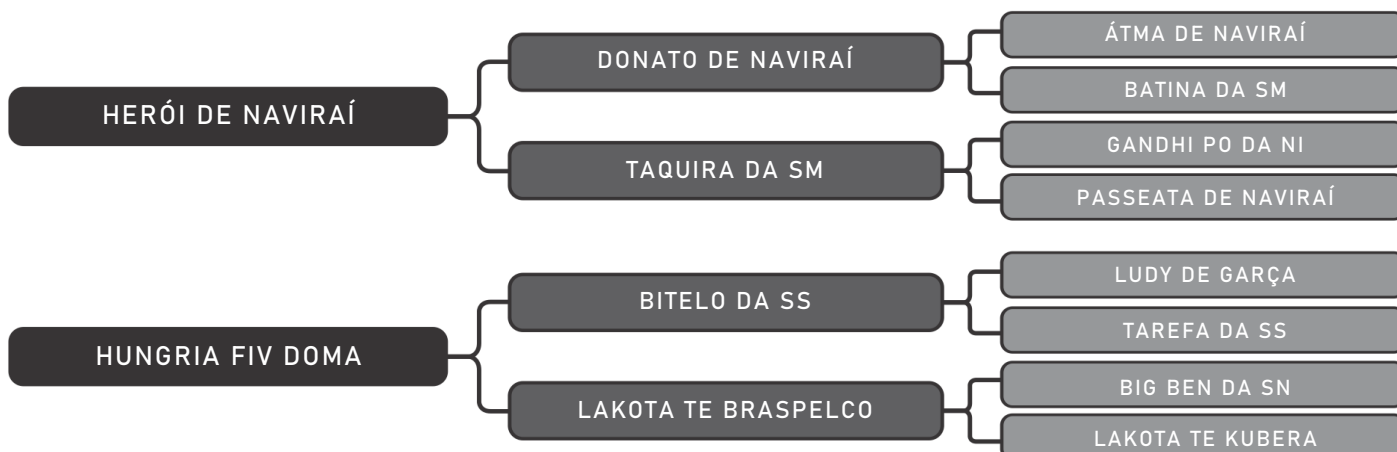 HERÓI DE NAVIRAÍ
DONATO DE NAVIRAÍ
ÁTMA DE NAVIRAÍ
BATINA DA SM
TAQUIRA DA SM
GANDHI PO DA NI
PASSEATA DE NAVIRAÍ
HUNGRIA FIV DOMA
BITELO DA SS
LUDY DE GARÇA
TAREFA DA SS
LAKOTA TE BRASPELCO
BIG BEN DA SN
LAKOTA TE KUBERA